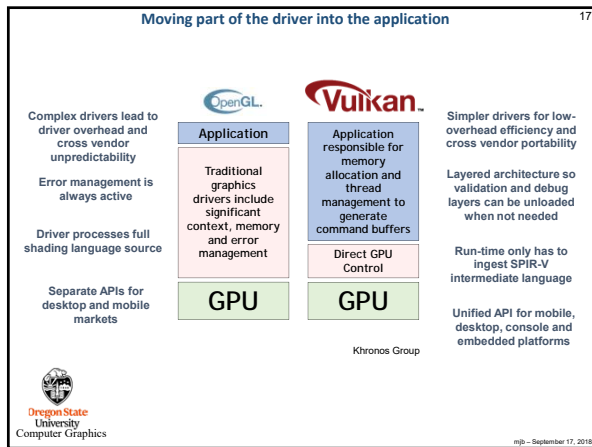 Moving part of the driver into the application
17
OpenGL.
Vulkan™
Complex drivers lead to
driver overhead and
cross vendor
unpredictability
Error management is
always active
Driver processes full
shading language source
Separate APIs for
desktop and mobile
markets
Application
Traditional
graphics
drivers include
significant
context, memory
and error
management
GPU
Application
responsible for
memory
allocation and
thread
management to
generate
command buffers
Direct GPU
Control
GPU
Simpler drivers for low-
overhead efficiency and
cross vendor portability
Layered architecture so
validation and debug
layers can be unloaded
when not needed
Run-time only has to
ingest SPIR-V
intermediate language
Unified API for mobile,
desktop, console and
embedded platforms
Khronos Group
Oregon State
University
Computer Graphics
mjb – September 17, 2018